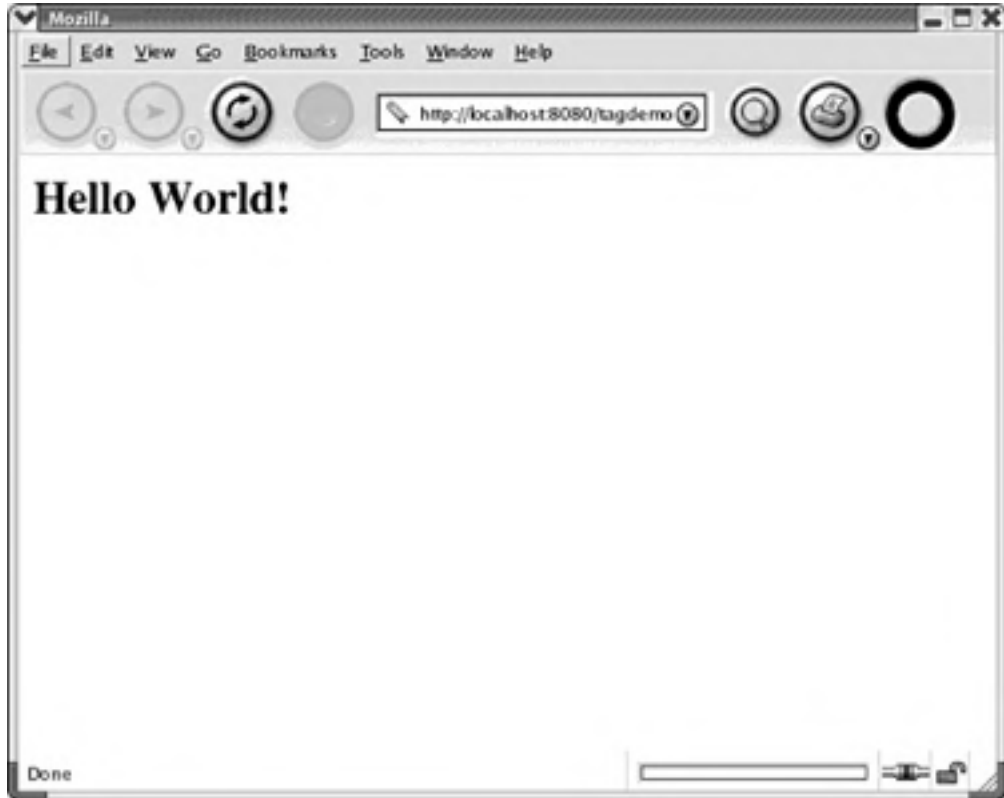 Mozilla
File Edit View Go Bookmarks Tools Window Help
http://localhost:8080/tagdemo
Hello World!
Done